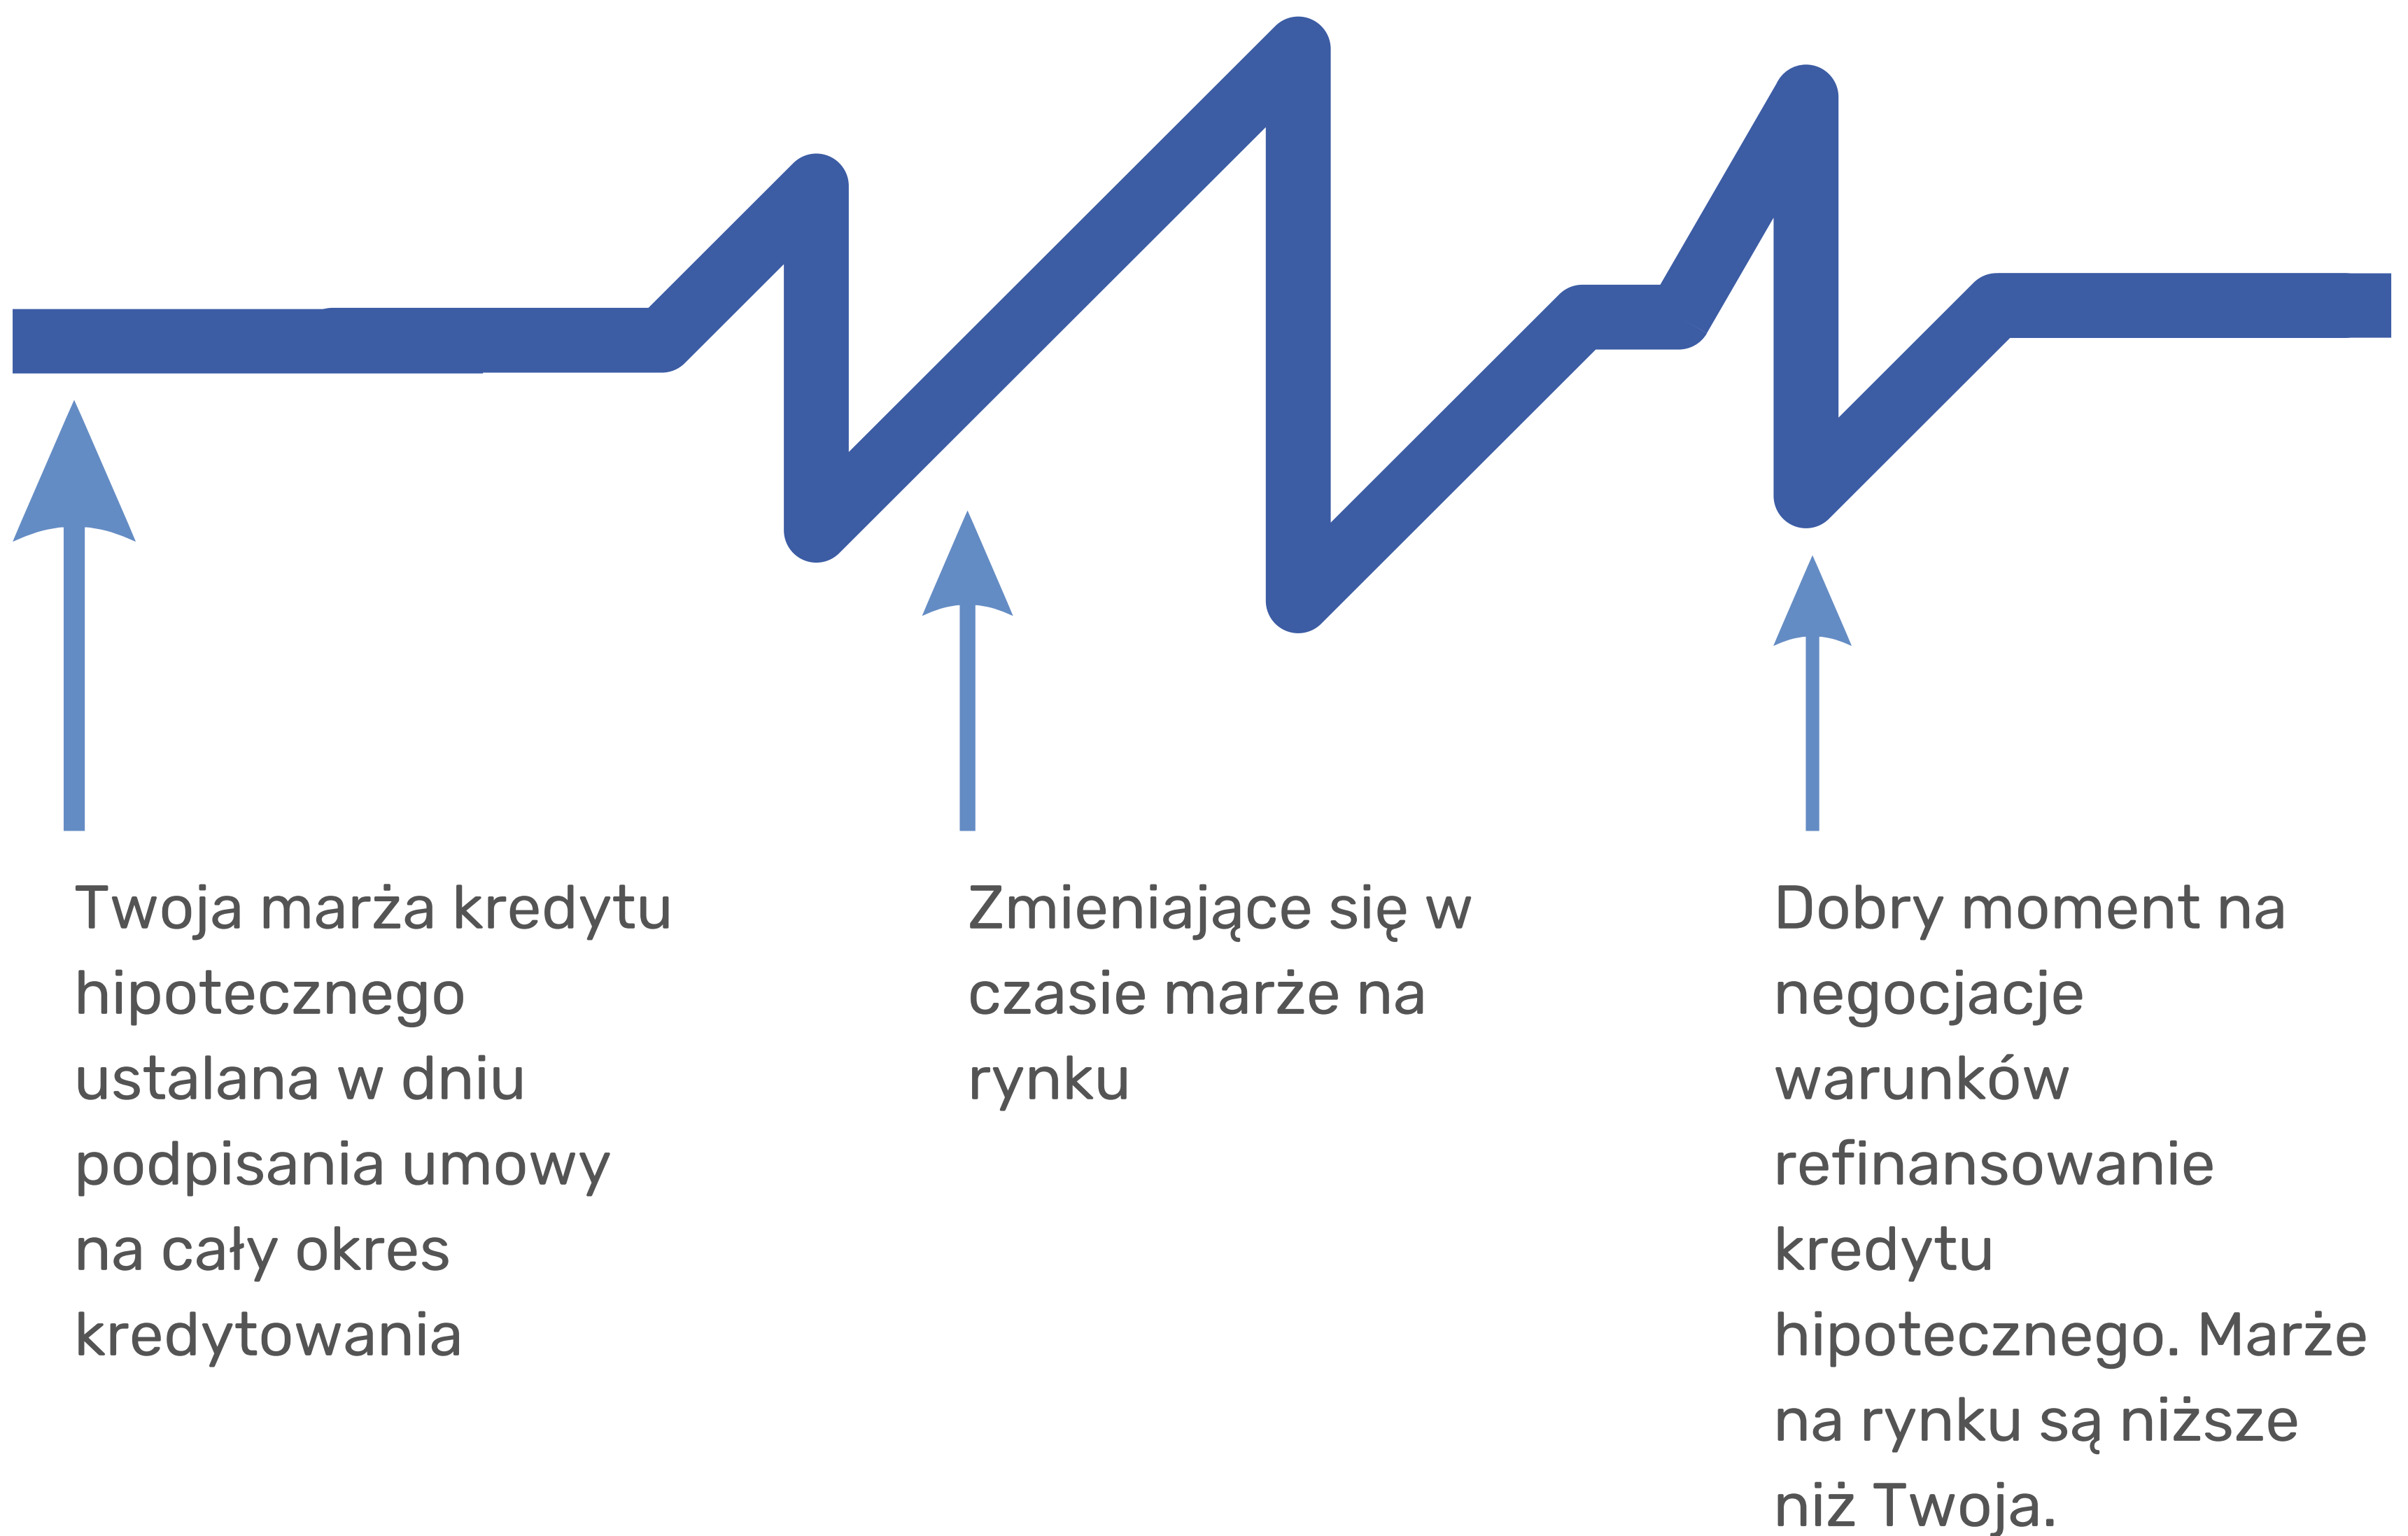 Twoja marża kredytu
hipotecznego
ustalana w dniu
podpisania umowy
na cały okres
kredytowania
Zmieniające się w
czasie marże na
rynku
Dobry moment na
negocjacje
warunków
refinansowanie
kredytu
hipotecznego. Marże
na rynku są niższe
niż Twoja.